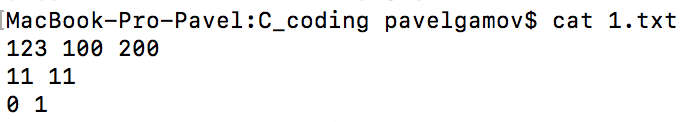 [MacBook-Pro-Pavel:C_coding pavelgamov$ cat 1.txt
123 100 200
11 11
0 1